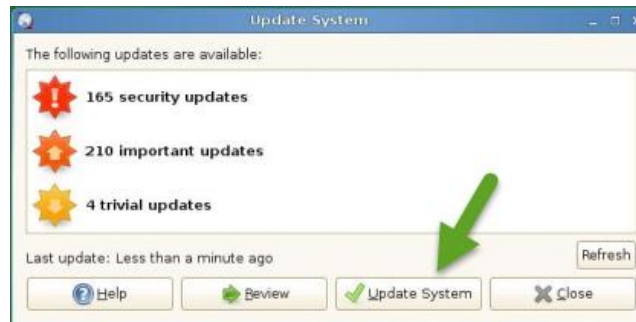 Update System
The following updates are available:
165 security updates
210 important updates
4 trivial updates
Last update: Less than a minute ago
Refresh
Help
Review
Update System
Close